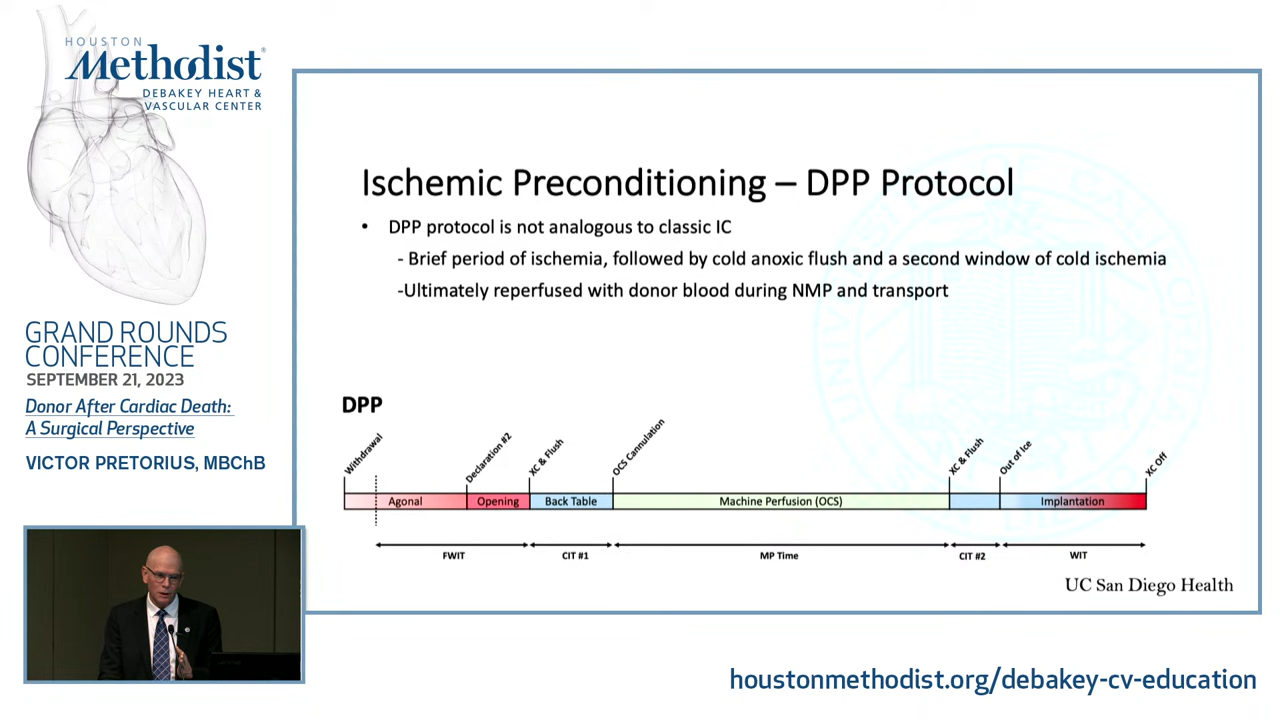 HOUSTON
Methodist®
DEBAKEY HEART &
VASCULAR CENTER
GRAND ROUNDS
CONFERENCE
SEPTEMBER 21, 2023
Donor After Cardiac Death:
A Surgical Perspective
VICTOR PRETORIUS, MBChB
Ischemic Preconditioning – DPP Protocol
• DPP protocol is not analogous to classic IC
- Brief period of ischemia, followed by cold anoxic flush and a second window of cold ischemia
-Ultimately reperfused with donor blood during NMP and transport
DPP
Withdrawal
Declaration #2
XC & Flush
OCS Cannulation
XC & Flush
Out of Ice
XC Off
Agonal
Opening
Back Table
Machine Perfusion (OCS)
Implantation
FWIT
CIT #1
MP Time
CIT #2
WIT
UC San Diego Health
houstonmethodist.org/debakey-cv-education